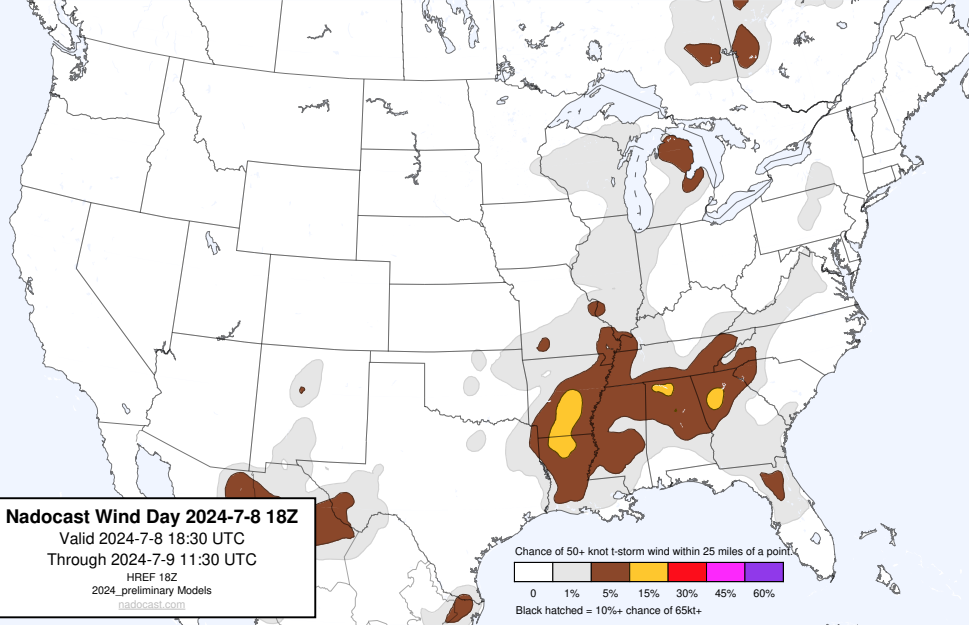 Nadocast Wind Day 2024-7-8 18Z
Valid 2024-7-8 18:30 UTC
Through 2024-7-9 11:30 UTC
HREF 18Z
2024_preliminary Models
nadocast.com
Chance of 50+ knot t-storm wind within 25 miles of a point.
0 1% 5% 15% 30% 45% 60%
Black hatched = 10%+ chance of 65kt+